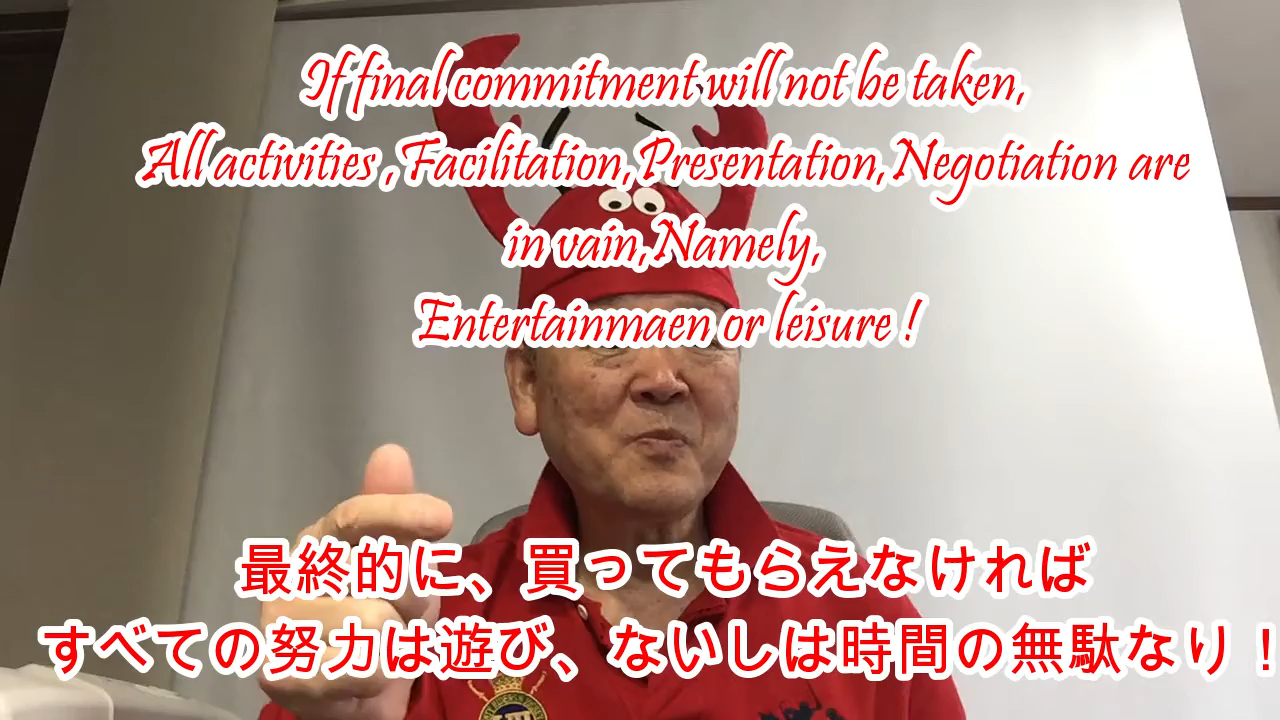 If final commitment will not be taken,
All activities ,Facilitation,Presentation,Negotiation are
in vain,Namely,
Entertainmaen or leisure !
最終的に、買ってもらえなければ
すべての努力は遊び、ないしは時間の無駄なり！